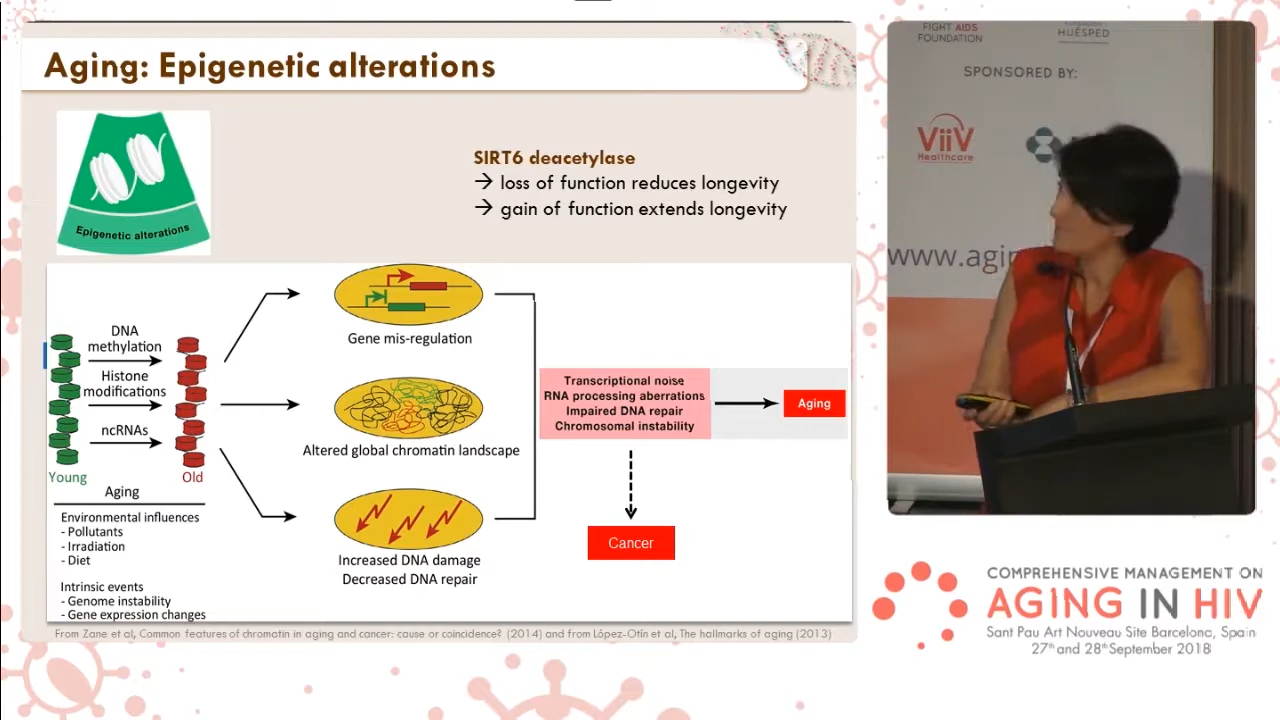 Aging: Epigenetic alterations
Epigenetic alterations
SIRT6 deacetylase
→ loss of function reduces longevity
→ gain of function extends longevity
DNA
methylation
Histone
modifications
ncRNAs
Young
Old
Aging
Environmental influences
- Pollutants
- Irradiation
- Diet
Intrinsic events
- Genome instability
- Gene expression changes
Gene mis-regulation
Altered global chromatin landscape
Increased DNA damage
Decreased DNA repair
Transcriptional noise
RNA processing aberrations
Impaired DNA repair
Chromosomal instability
Aging
Cancer
From Zane et al, Common features of chromatin in aging and cancer: cause or coincidence? (2014) and from López-Otín et al, The hallmarks of aging (2013)
FIGHT AIDS
FOUNDATION
HUÉSPED
SPONSORED BY:
ViiV
Healthcare
www.agin
COMPREHENSIVE MANAGEMENT ON
AGING IN HIV
Sant Pau Art Nouveau Site Barcelona, Spain
27th and 28th September 2018